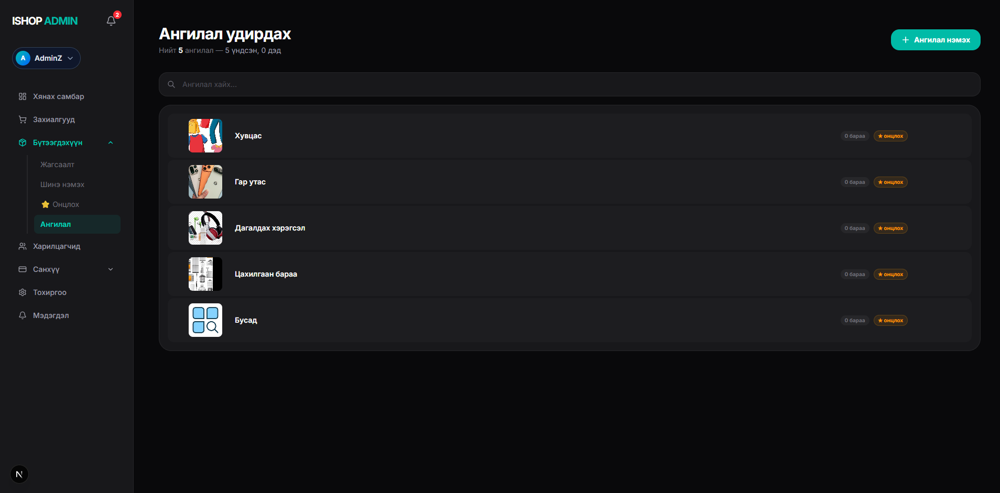 ISHOP ADMIN
2
A AdminZ
Хянах самбар
Захиалгууд
Бүтээгдэхүүн
Жагсаалт
Шинэ нэмэх
⭐ Онцлох
Ангилал
Харилцагчид
Санхүү
Тохиргоо
Мэдэгдэл
N
Ангилал удирдах
Нийт 5 ангилал — 5 үндсэн, 0 дэд
+ Ангилал нэмэх
Ангилал хайх...
Хувцас 0 бараа ★ онцлох
Гар утас 0 бараа ★ онцлох
Дагалдах хэрэгсэл 0 бараа ★ онцлох
Цахилгаан бараа 0 бараа ★ онцлох
Бусад 0 бараа ★ онцлох